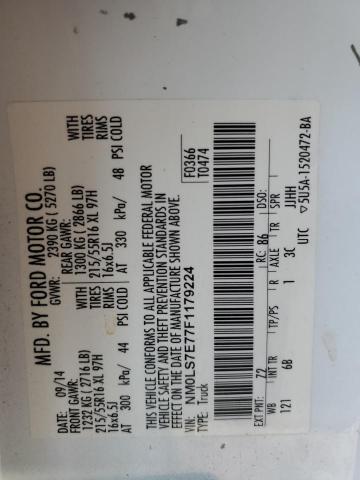 MFD. BY FORD MOTOR CO.
DATE: 09/14 GVWR: 2390 KG ( 5270 LB)
FRONT GAWR: REAR GAWR: WITH
1232 KG ( 2716 LB) 1300 KG ( 2866 LB) TIRES
215/55R16 XL 97H 215/55R16 XL 97H RIMS
16x6.5J 16x6.5J
AT 300 kPa/ 44 PSI COLD AT 330 kPa/ 48 PSI COLD
THIS VEHICLE CONFORMS TO ALL APPLICABLE FEDERAL MOTOR
VEHICLE SAFETY AND THEFT PREVENTION STANDARDS IN
EFFECT ON THE DATE OF MANUFACTURE SHOWN ABOVE.
VIN: NM0LS7E77F1179224 F0366
TYPE: Truck T0474
EXT PNT: Z2 RC: 86 DSO:
WB INT TR TP/PS R AXLE TR SPR
121 6B 1 3C JJHH
UTC ▽5U5A-1520472-BA